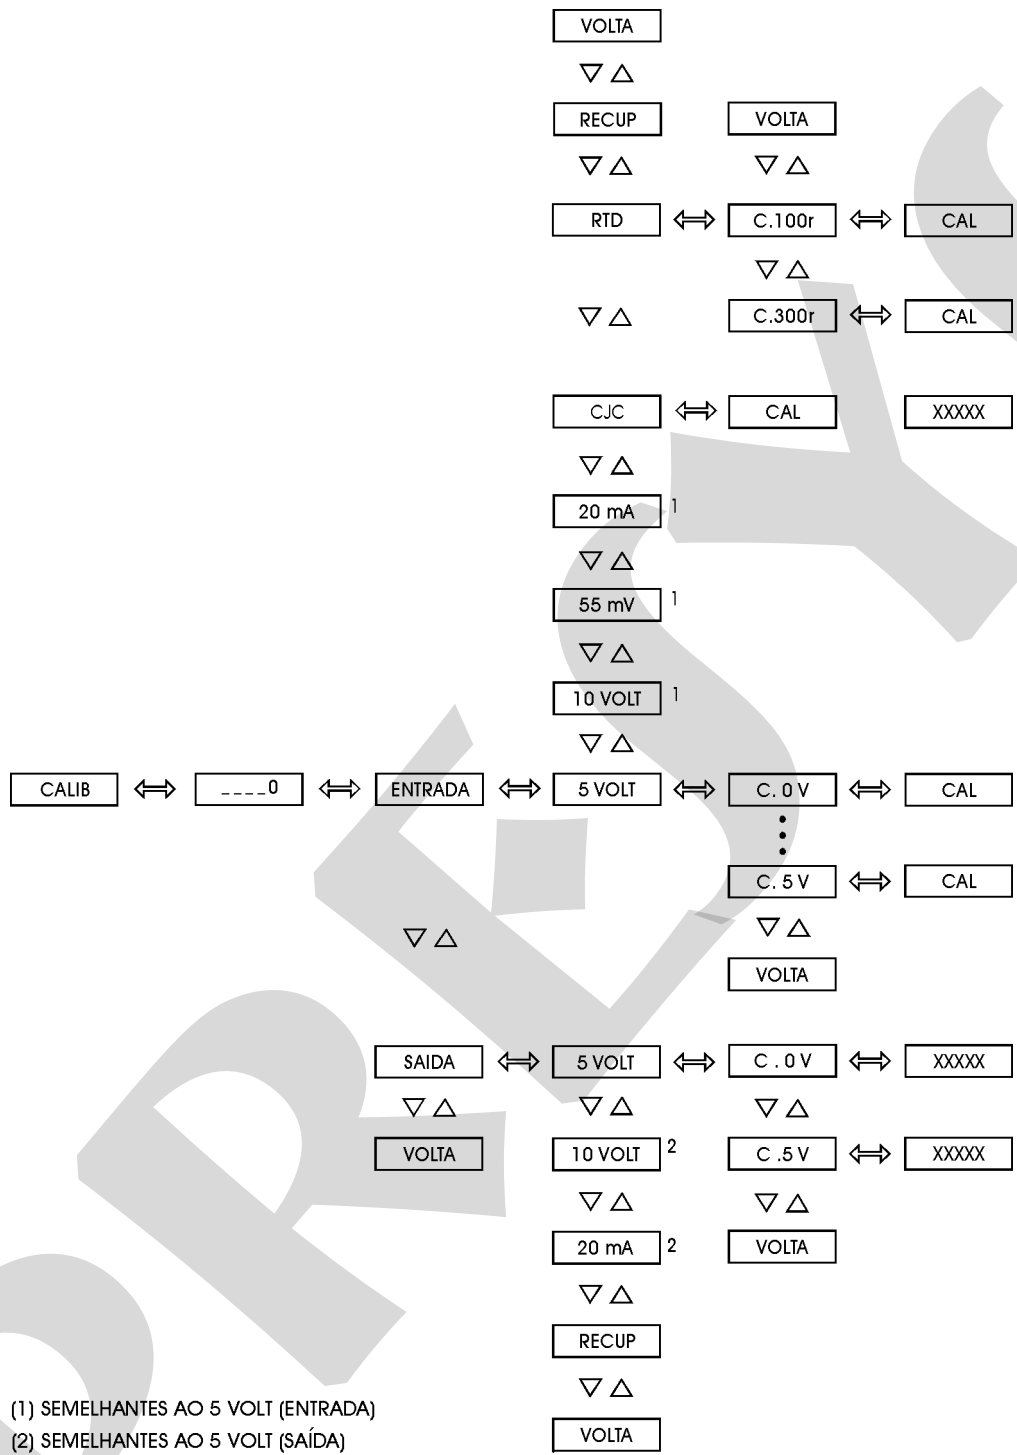 VOLTA
RECUP VOLTA
RTD C.100r CAL
C.300r CAL
CJC CAL XXXXX
20 mA 1
55 mV 1
10 VOLT 1
CALIB ____0 ENTRADA 5 VOLT C. 0 V CAL
C. 5 V CAL
VOLTA
SAIDA 5 VOLT C . 0 V XXXXX
VOLTA 10 VOLT 2 C .5 V XXXXX
20 mA 2 VOLTA
RECUP
VOLTA
(1) SEMELHANTES AO 5 VOLT (ENTRADA)
(2) SEMELHANTES AO 5 VOLT (SAÍDA)
PRESYS